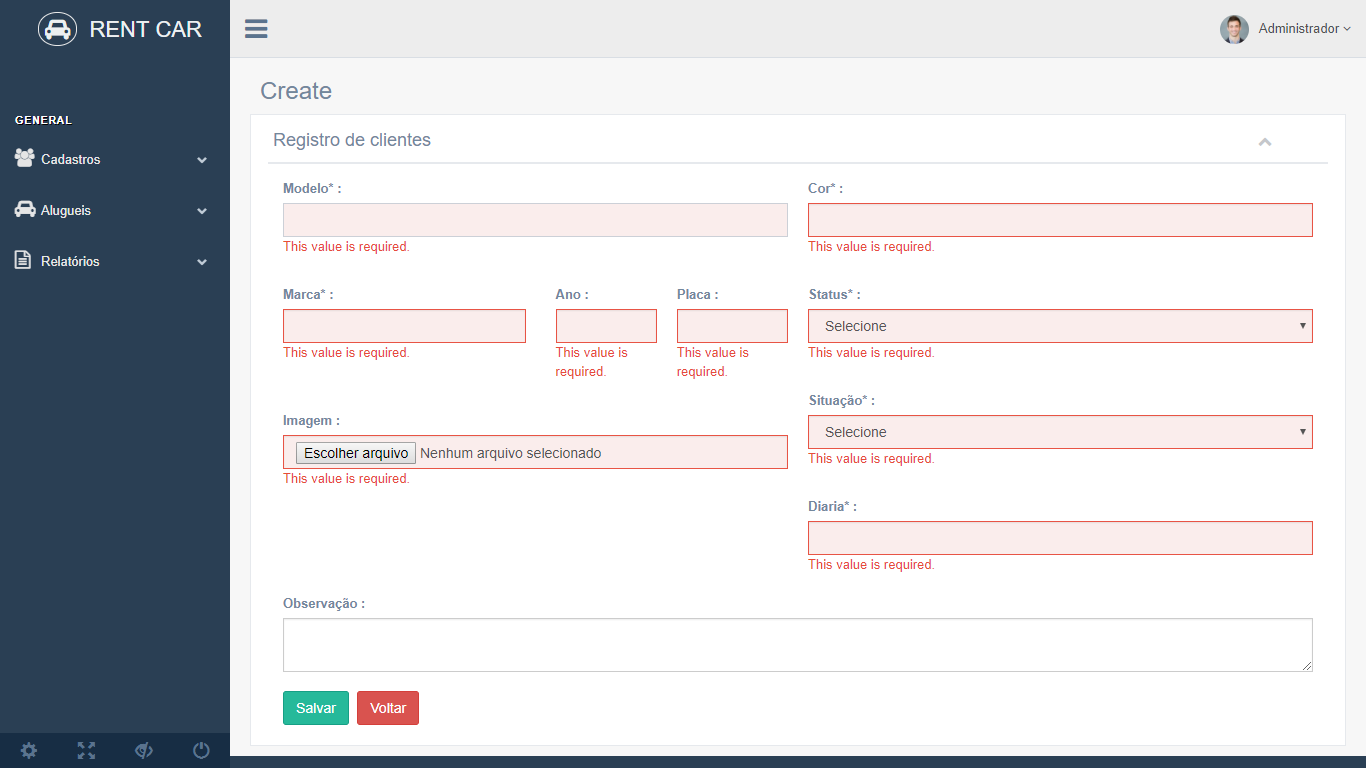 RENT CAR
Administrador
GENERAL
Cadastros
Alugueis
Relatórios
Create
Registro de clientes
Modelo* :
This value is required.
Cor* :
This value is required.
Marca* :
This value is required.
Ano :
This value is
required.
Placa :
This value is
required.
Status* :
Selecione
This value is required.
Imagem :
Escolher arquivo Nenhum arquivo selecionado
This value is required.
Situação* :
Selecione
This value is required.
Diaria* :
This value is required.
Observação :
Salvar
Voltar